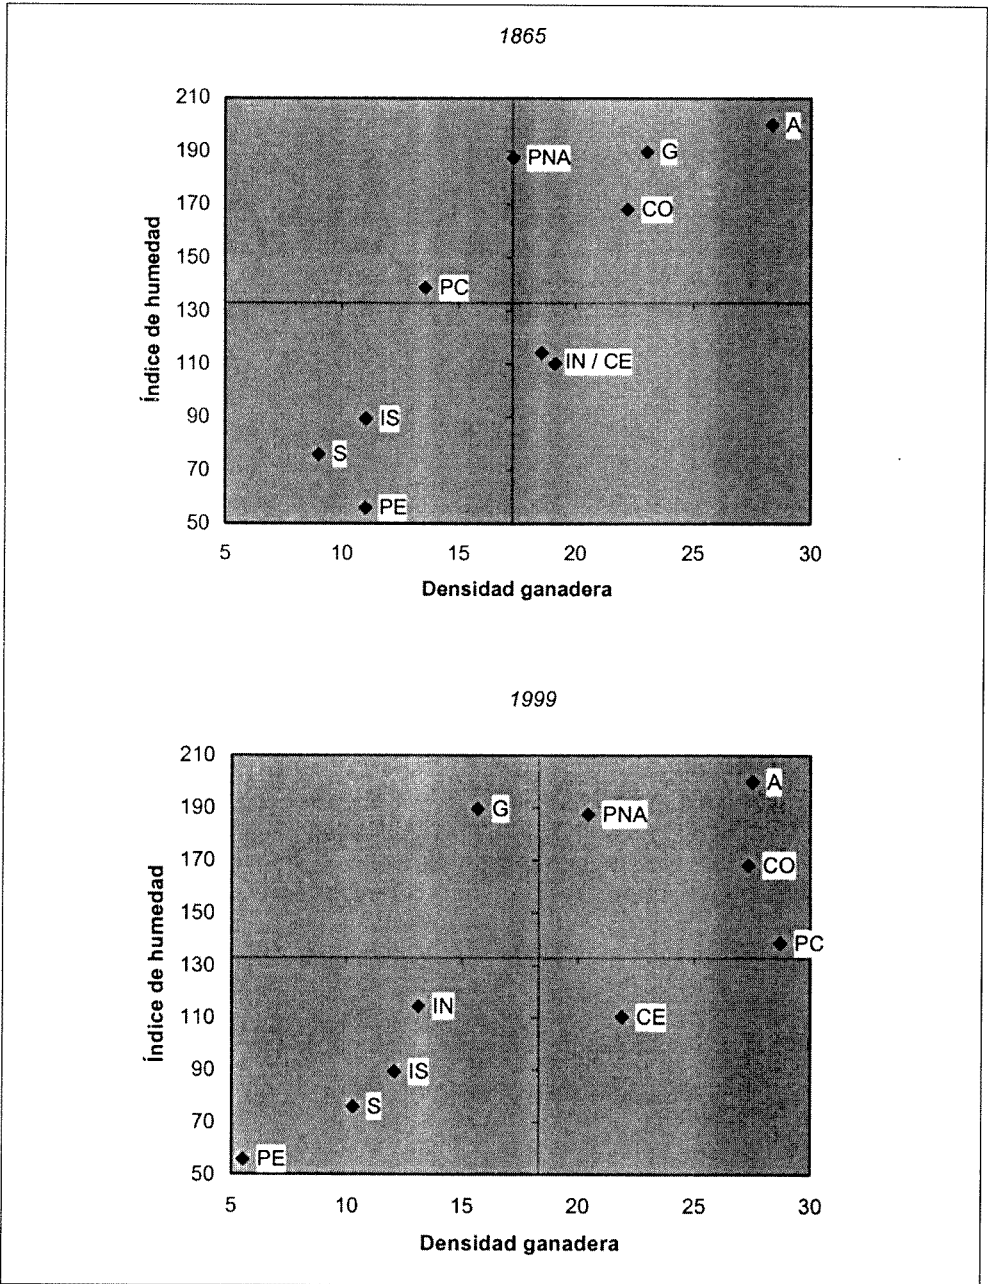 1865
210
A
190
PNA
G
170
CO
150
PC
130
110
IN / CE
90
IS
S
70
PE
50
5 10 15 20 25 30
Índice de humedad
Densidad ganadera
1999
210
A
190
G
PNA
170
CO
150
PC
130
110
IN
CE
90
IS
S
70
PE
50
5 10 15 20 25 30
Índice de humedad
Densidad ganadera